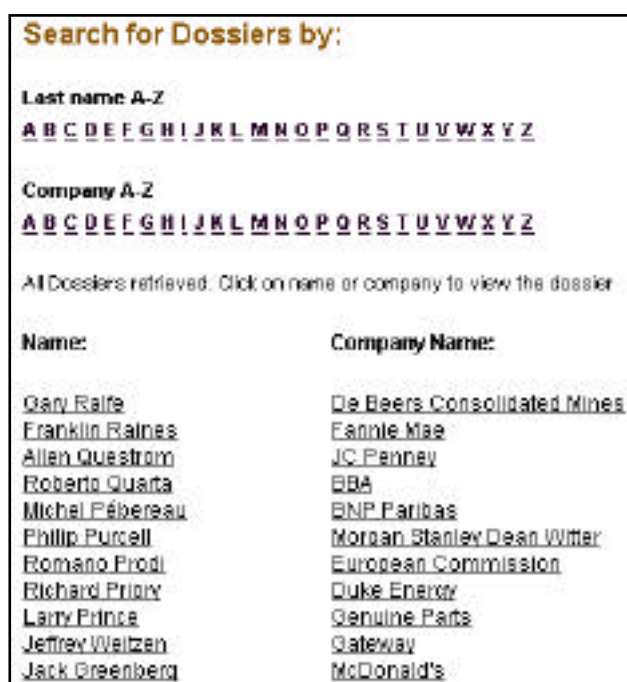 Search for Dossiers by:
Last name A-Z
A B C D E F G H I J K L M N O P Q R S T U V W X Y Z
Company A-Z
A B C D E F G H I J K L M N O P Q R S T U V W X Y Z
All Dossiers retrieved. Click on name or company to view the dossier
Name: Company Name:
Gary Ralfe De Beers Consolidated Mines
Franklin Raines Fannie Mae
Allen Questrom JC Penney
Roberto Quarta BBA
Michel Pébereau BNP Paribas
Philip Purcell Morgan Stanley Dean Witter
Romano Prodi European Commission
Richard Priory Duke Energy
Larry Prince Genuine Parts
Jeffrey Weitzen Gateway
Jack Greenberg McDonald's